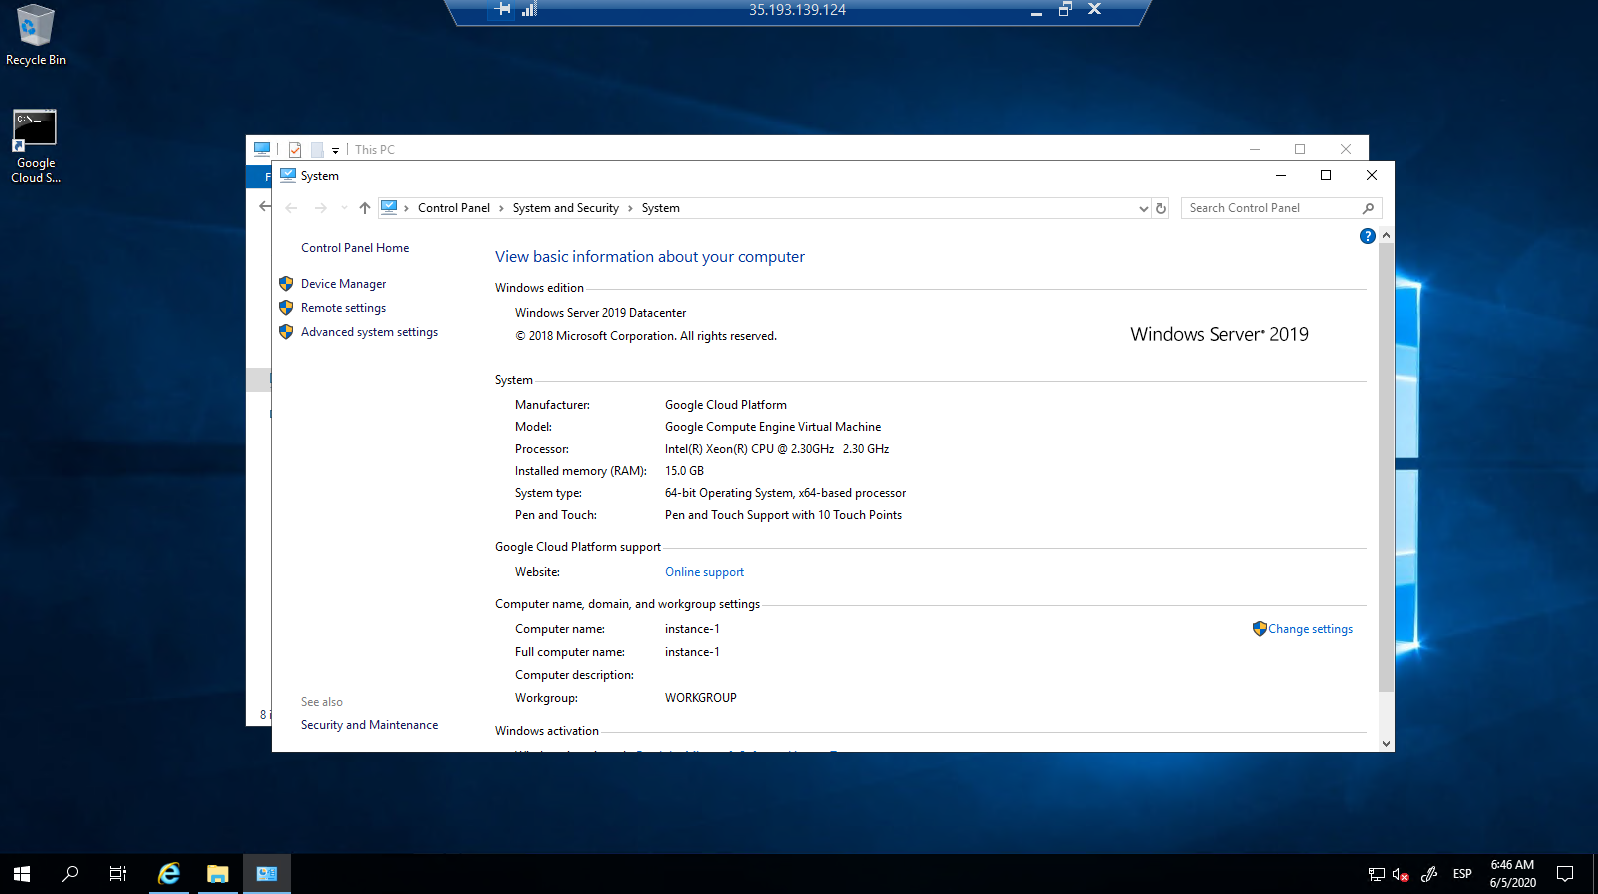 35.193.139.124
Recycle Bin
Google
Cloud S...
This PC
F
System
Control Panel > System and Security > System
Search Control Panel
Control Panel Home
Device Manager
Remote settings
Advanced system settings
See also
Security and Maintenance
View basic information about your computer
Windows edition
Windows Server 2019 Datacenter
© 2018 Microsoft Corporation. All rights reserved.
Windows Server® 2019
System
Manufacturer: Google Cloud Platform
Model: Google Compute Engine Virtual Machine
Processor: Intel(R) Xeon(R) CPU @ 2.30GHz 2.30 GHz
Installed memory (RAM): 15.0 GB
System type: 64-bit Operating System, x64-based processor
Pen and Touch: Pen and Touch Support with 10 Touch Points
Google Cloud Platform support
Website: Online support
Computer name, domain, and workgroup settings
Computer name: instance-1
Change settings
Full computer name: instance-1
Computer description:
Workgroup: WORKGROUP
Windows activation
8 i
ESP
6:46 AM
6/5/2020